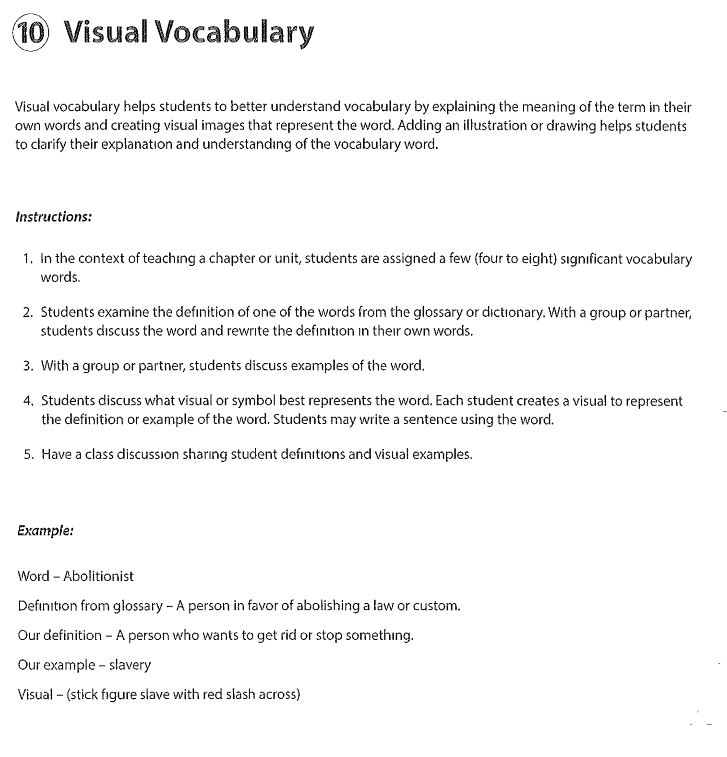 10 Visual Vocabulary
Visual vocabulary helps students to better understand vocabulary by explaining the meaning of the term in their
own words and creating visual images that represent the word. Adding an illustration or drawing helps students
to clarify their explanation and understanding of the vocabulary word.
Instructions:
1. In the context of teaching a chapter or unit, students are assigned a few (four to eight) significant vocabulary
words.
2. Students examine the definition of one of the words from the glossary or dictionary. With a group or partner,
students discuss the word and rewrite the definition in their own words.
3. With a group or partner, students discuss examples of the word.
4. Students discuss what visual or symbol best represents the word. Each student creates a visual to represent
the definition or example of the word. Students may write a sentence using the word.
5. Have a class discussion sharing student definitions and visual examples.
Example:
Word – Abolitionist
Definition from glossary – A person in favor of abolishing a law or custom.
Our definition – A person who wants to get rid or stop something.
Our example – slavery
Visual – (stick figure slave with red slash across)